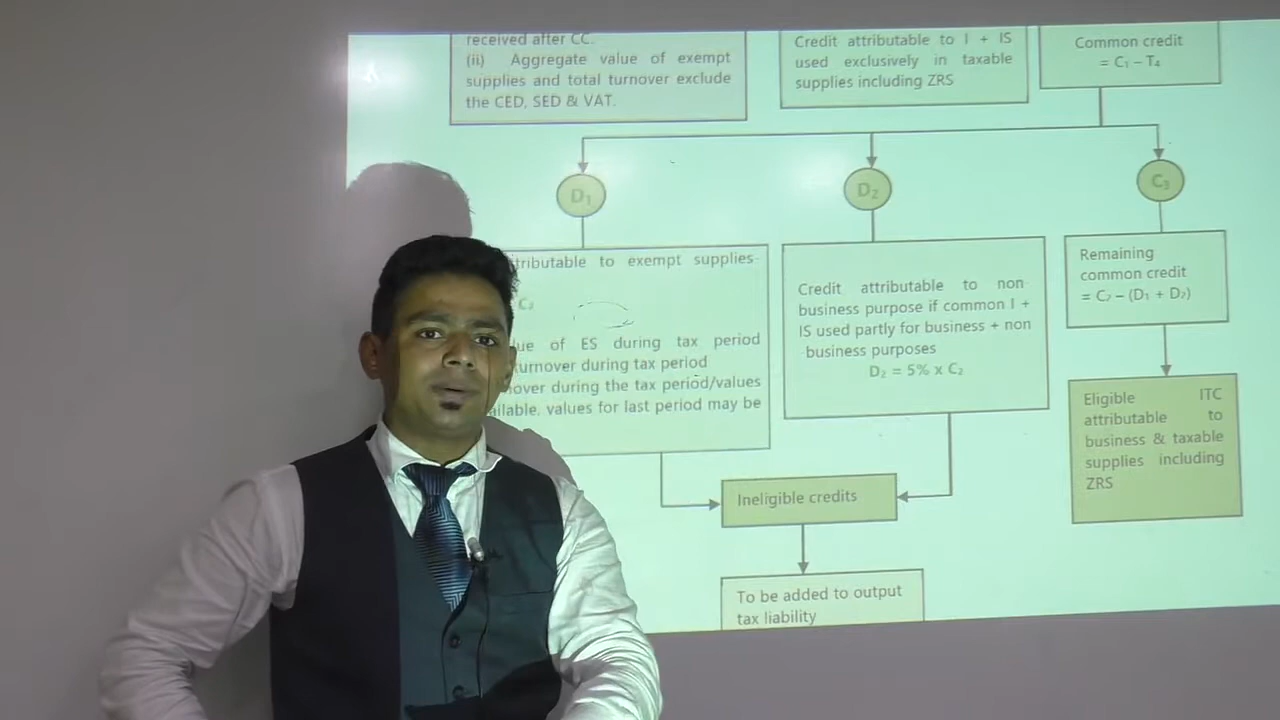 received after CC.
(ii) Aggregate value of exempt
supplies and total turnover exclude
the CED, SED & VAT.
Credit attributable to I + IS
used exclusively in taxable
supplies including ZRS
Common credit
= C₁ – T₄
D₁
D₂
C₃
tributable to exempt supplies-
C₂
ue of ES during tax period
urnover during tax period
nover during the tax period/values
ailable, values for last period may be
Credit attributable to non-
business purpose if common I +
IS used partly for business + non
business purposes
D₂ = 5% x C₂
Remaining
common credit
= C₂ – (D₁ + D₂)
Eligible ITC
attributable to
business & taxable
supplies including
ZRS
Ineligible credits
To be added to output
tax liability